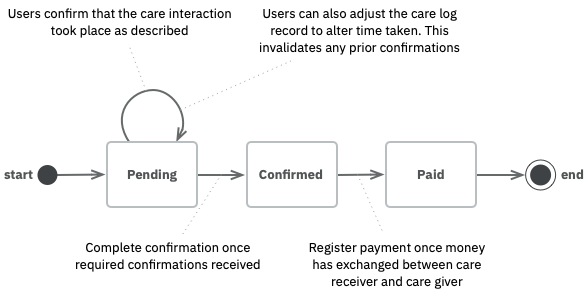 Users confirm that the care interaction
took place as described
Users can also adjust the care log
record to alter time taken. This
invalidates any prior confirmations
start
Pending
Confirmed
Paid
end
Complete confirmation once
required confirmations received
Register payment once money
has exchanged between care
receiver and care giver